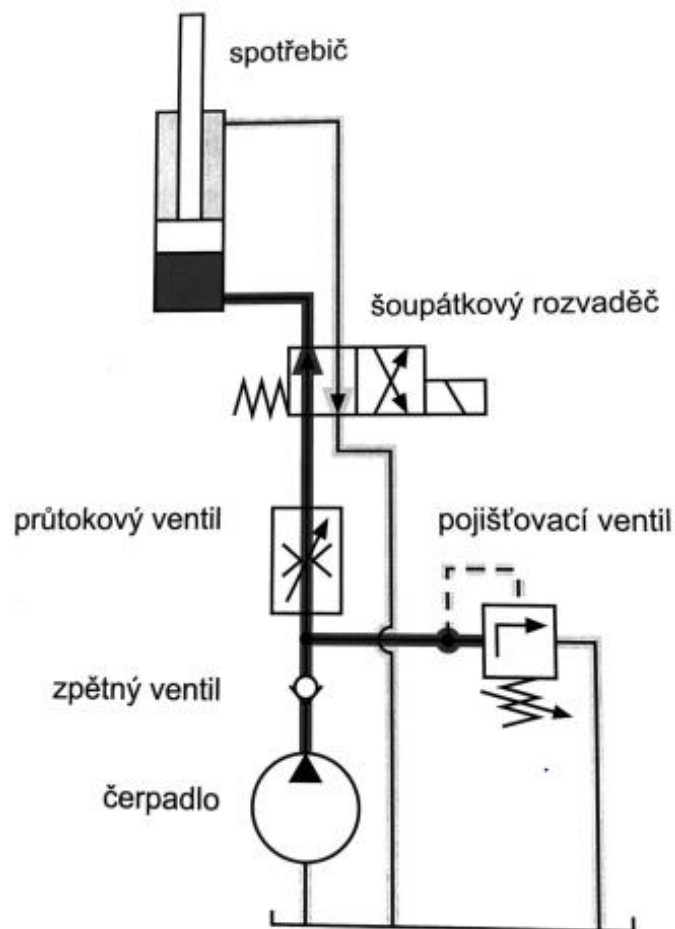 spotřebič
šoupátkový rozvaděč
průtokový ventil
pojišťovací ventil
zpětný ventil
čerpadlo